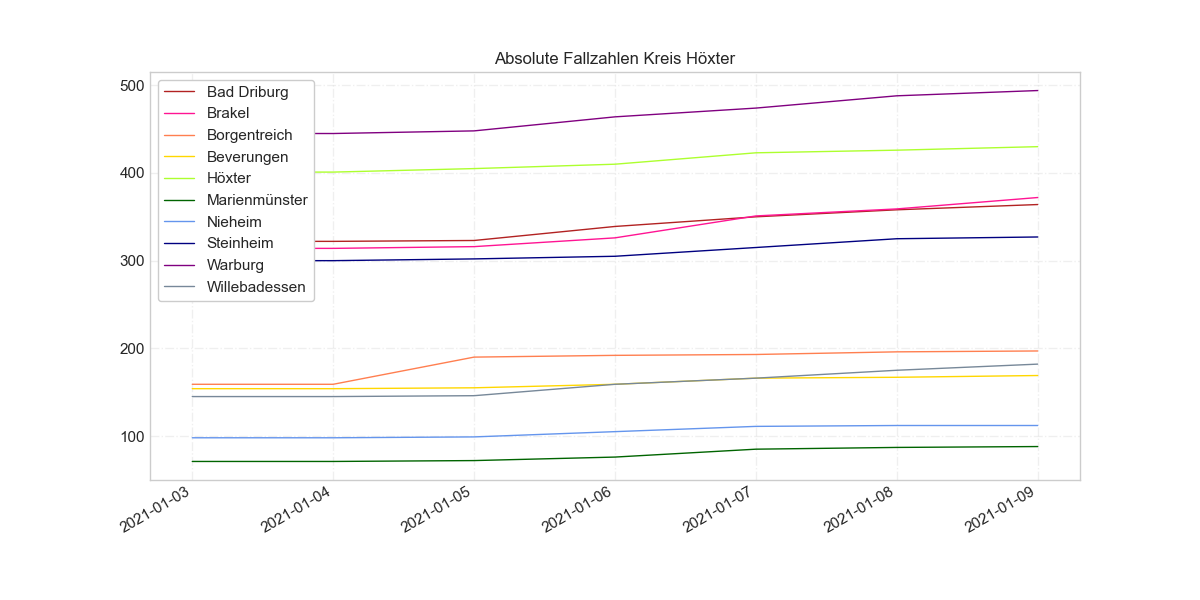 Absolute Fallzahlen Kreis Höxter
500
400
300
200
100
Bad Driburg
Brakel
Borgentreich
Beverungen
Höxter
Marienmünster
Nieheim
Steinheim
Warburg
Willebadessen
2021-01-03
2021-01-04
2021-01-05
2021-01-06
2021-01-07
2021-01-08
2021-01-09